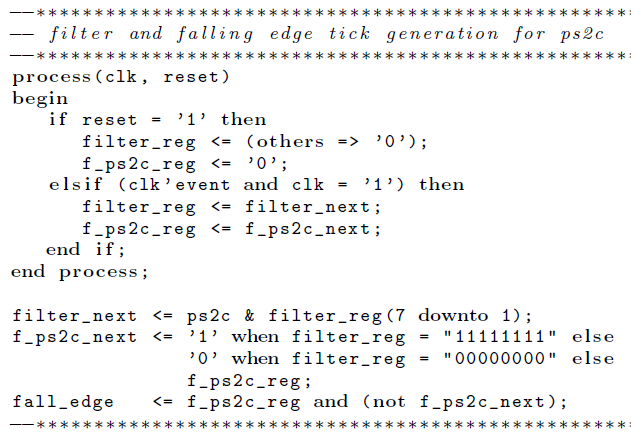 --**************************************************
-- filter and falling edge tick generation for ps2c
--**************************************************
process(clk, reset)
begin
   if reset = '1' then
      filter_reg <= (others => '0');
      f_ps2c_reg <= '0';
   elsif (clk'event and clk = '1') then
      filter_reg <= filter_next;
      f_ps2c_reg <= f_ps2c_next;
   end if;
end process;

filter_next <= ps2c & filter_reg(7 downto 1);
f_ps2c_next <= '1' when filter_reg = "11111111" else
               '0' when filter_reg = "00000000" else
               f_ps2c_reg;
fall_edge   <= f_ps2c_reg and (not f_ps2c_next);
--**************************************************